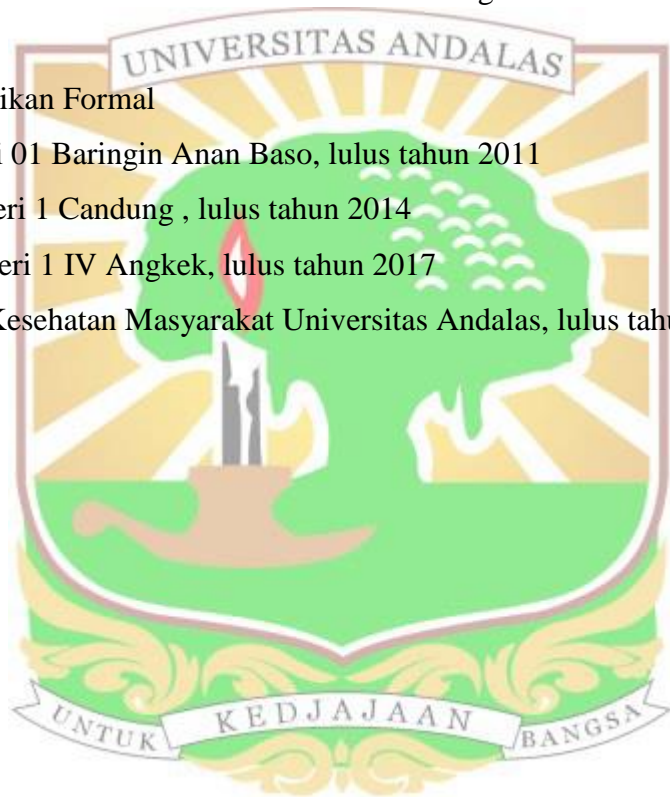 UNIVERSITAS ANDALAS
ikan Formal
i 01 Baringin Anan Baso, lulus tahun 2011
eri 1 Candung , lulus tahun 2014
eri 1 IV Angkek, lulus tahun 2017
Kesehatan Masyarakat Universitas Andalas, lulus tahu
UNTUK KEDJAJAAN BANGSA